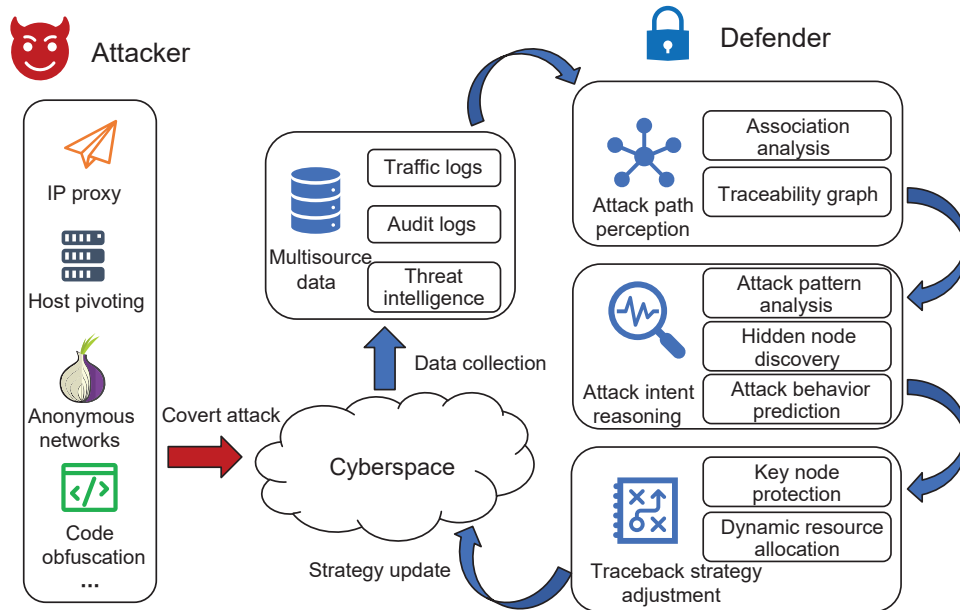 Attacker
IP proxy
Host pivoting
Anonymous
networks
Code
obfuscation
...
Covert attack
Cyberspace
Data collection
Multisource
data
Traffic logs
Audit logs
Threat
intelligence
Defender
Attack path
perception
Association
analysis
Traceability graph
Attack intent
reasoning
Attack pattern
analysis
Hidden node
discovery
Attack behavior
prediction
Traceback strategy
adjustment
Key node
protection
Dynamic resource
allocation
Strategy update